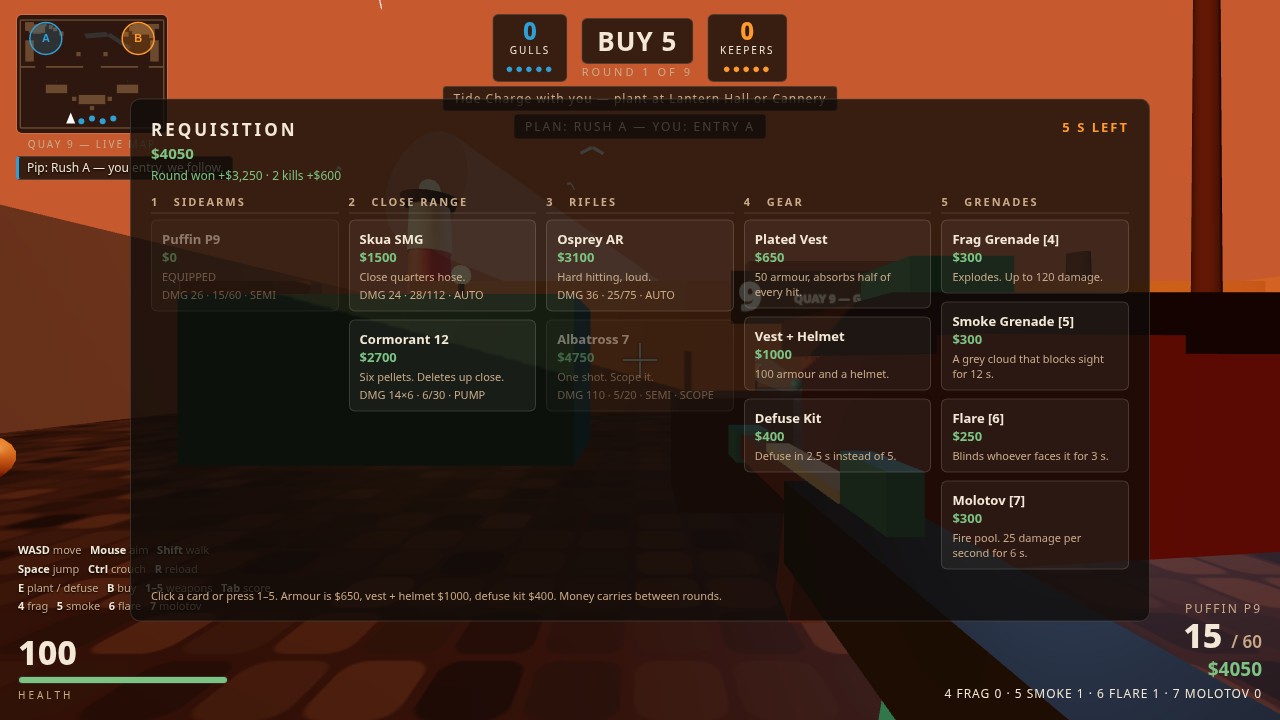 A
B
QUAY 9 — LIVE MAP
Pip: Rush A — you entry, we follow
0
GULLS
BUY 5
ROUND 1 OF 9
0
KEEPERS
Tide Charge with you — plant at Lantern Hall or Cannery
PLAN: RUSH A — YOU: ENTRY A
REQUISITION
5 S LEFT
$4050
Round won +$3,250 · 2 kills +$600
1 SIDEARMS
Puffin P9
$0
EQUIPPED
DMG 26 · 15/60 · SEMI
2 CLOSE RANGE
Skua SMG
$1500
Close quarters hose.
DMG 24 · 28/112 · AUTO
Cormorant 12
$2700
Six pellets. Deletes up close.
DMG 14×6 · 6/30 · PUMP
3 RIFLES
Osprey AR
$3100
Hard hitting, loud.
DMG 36 · 25/75 · AUTO
Albatross 7
$4750
One shot. Scope it.
DMG 110 · 5/20 · SEMI · SCOPE
4 GEAR
Plated Vest
$650
50 armour, absorbs half of
every hit.
Vest + Helmet
$1000
100 armour and a helmet.
Defuse Kit
$400
Defuse in 2.5 s instead of 5.
5 GRENADES
Frag Grenade [4]
$300
Explodes. Up to 120 damage.
Smoke Grenade [5]
$300
A grey cloud that blocks sight
for 12 s.
Flare [6]
$250
Blinds whoever faces it for 3 s.
Molotov [7]
$300
Fire pool. 25 damage per
second for 6 s.
9 QUAY 9 — G
Click a card or press 1–5. Armour is $650, vest + helmet $1000, defuse kit $400. Money carries between rounds.
WASD move Mouse aim Shift walk
Space jump Ctrl crouch R reload
E plant / defuse B buy 1–5 weapons Tab score
4 frag 5 smoke 6 flare 7 molotov
100
HEALTH
PUFFIN P9
15 / 60
$4050
4 FRAG 0 · 5 SMOKE 1 · 6 FLARE 1 · 7 MOLOTOV 0